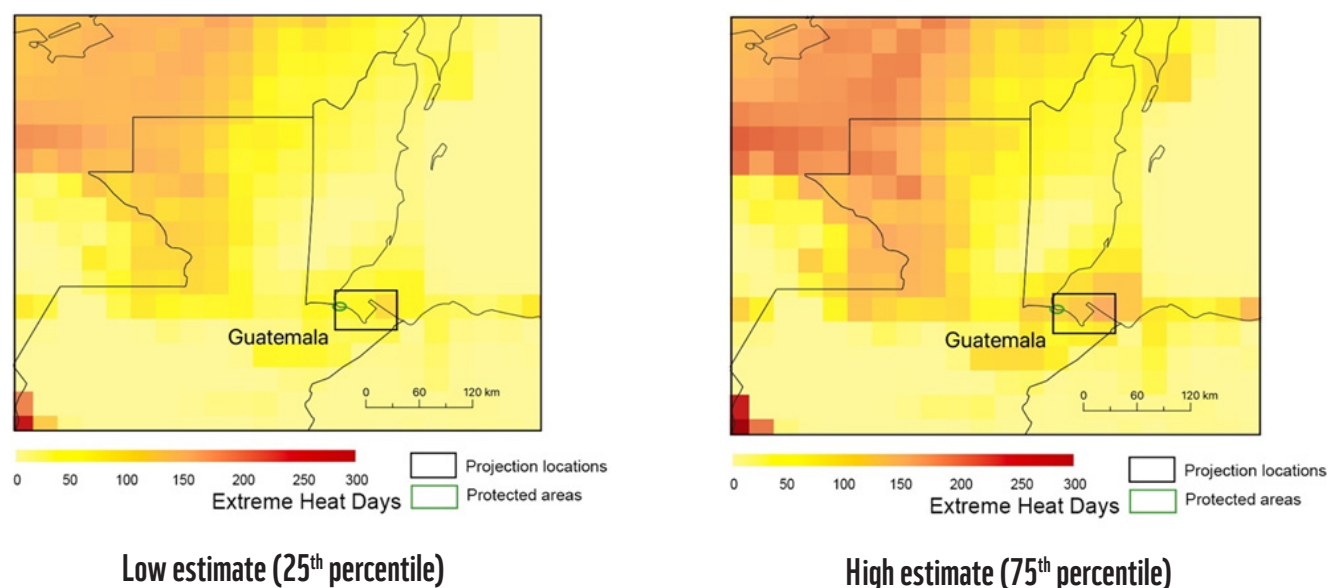 Guatemala
0 60 120 km
0 50 100 150 200 250 300
Extreme Heat Days
Projection locations
Protected areas
Low estimate (25th percentile)
Guatemala
0 60 120 km
0 50 100 150 200 250 300
Extreme Heat Days
Projection locations
Protected areas
High estimate (75th percentile)